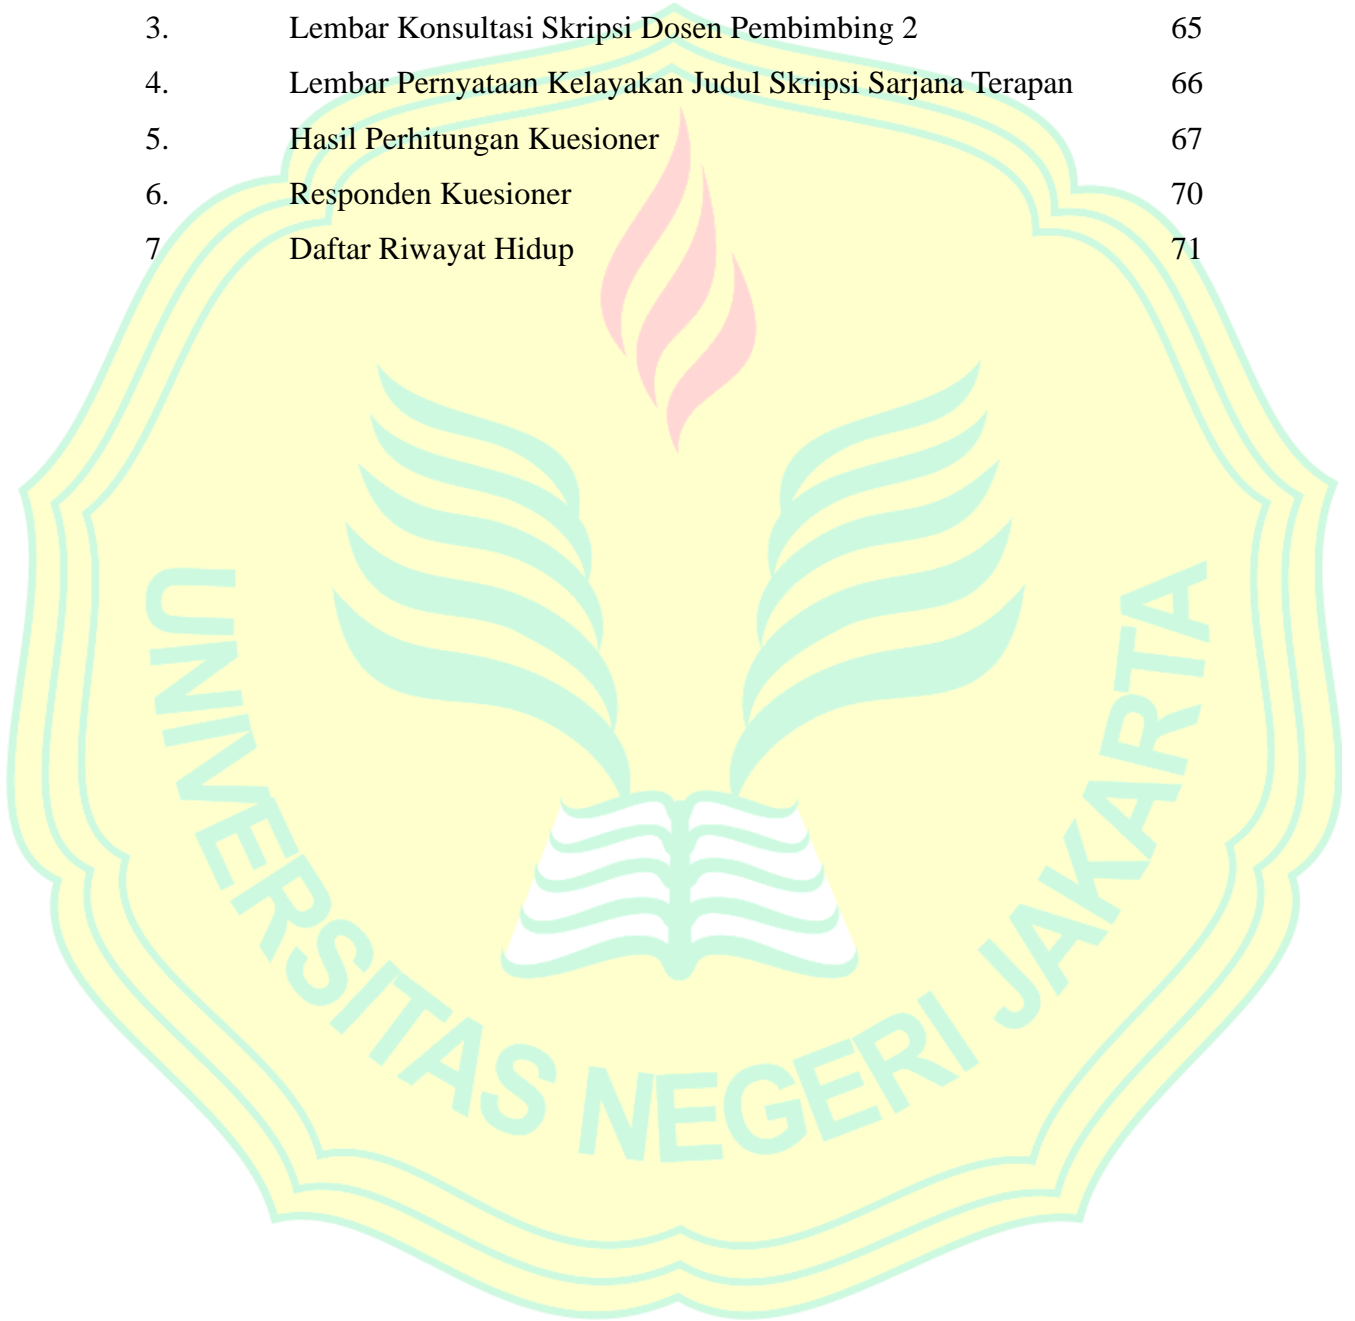 3. Lembar Konsultasi Skripsi Dosen Pembimbing 2 65
4. Lembar Pernyataan Kelayakan Judul Skripsi Sarjana Terapan 66
5. Hasil Perhitungan Kuesioner 67
6. Responden Kuesioner 70
7 Daftar Riwayat Hidup 71
UNIVERSITAS NEGERI JAKARTA